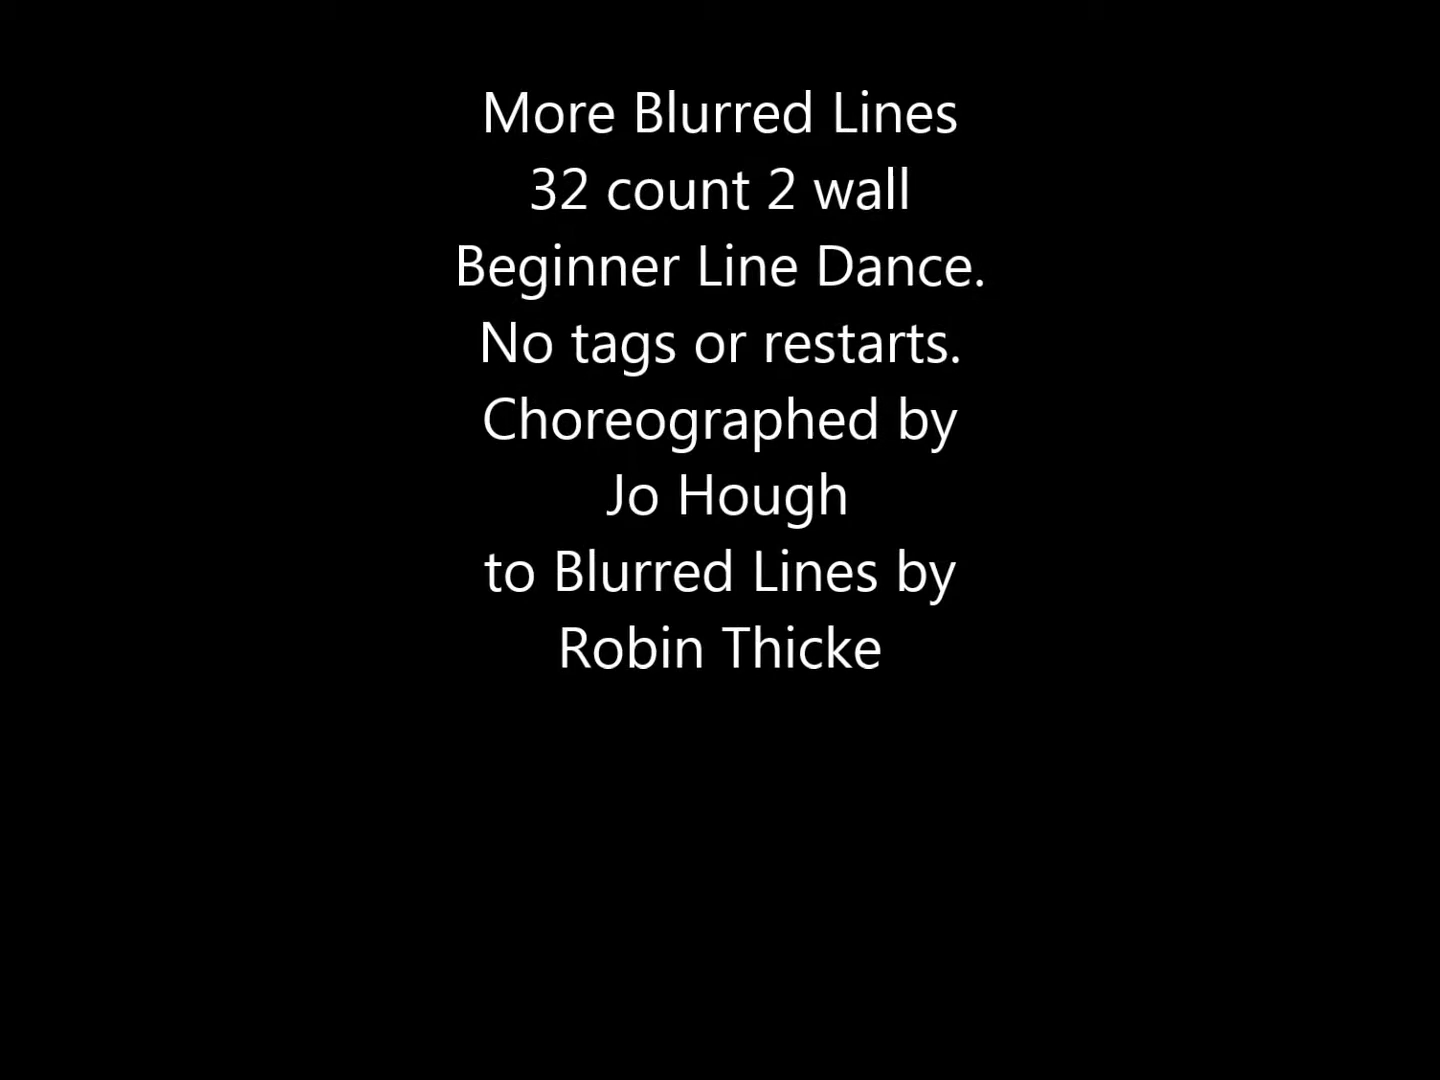 More Blurred Lines
32 count 2 wall
Beginner Line Dance.
No tags or restarts.
Choreographed by
Jo Hough
to Blurred Lines by
Robin Thicke